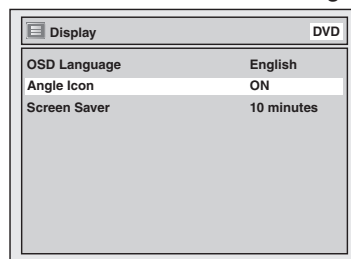 Display DVD
OSD Language English
Angle Icon ON
Screen Saver 10 minutes